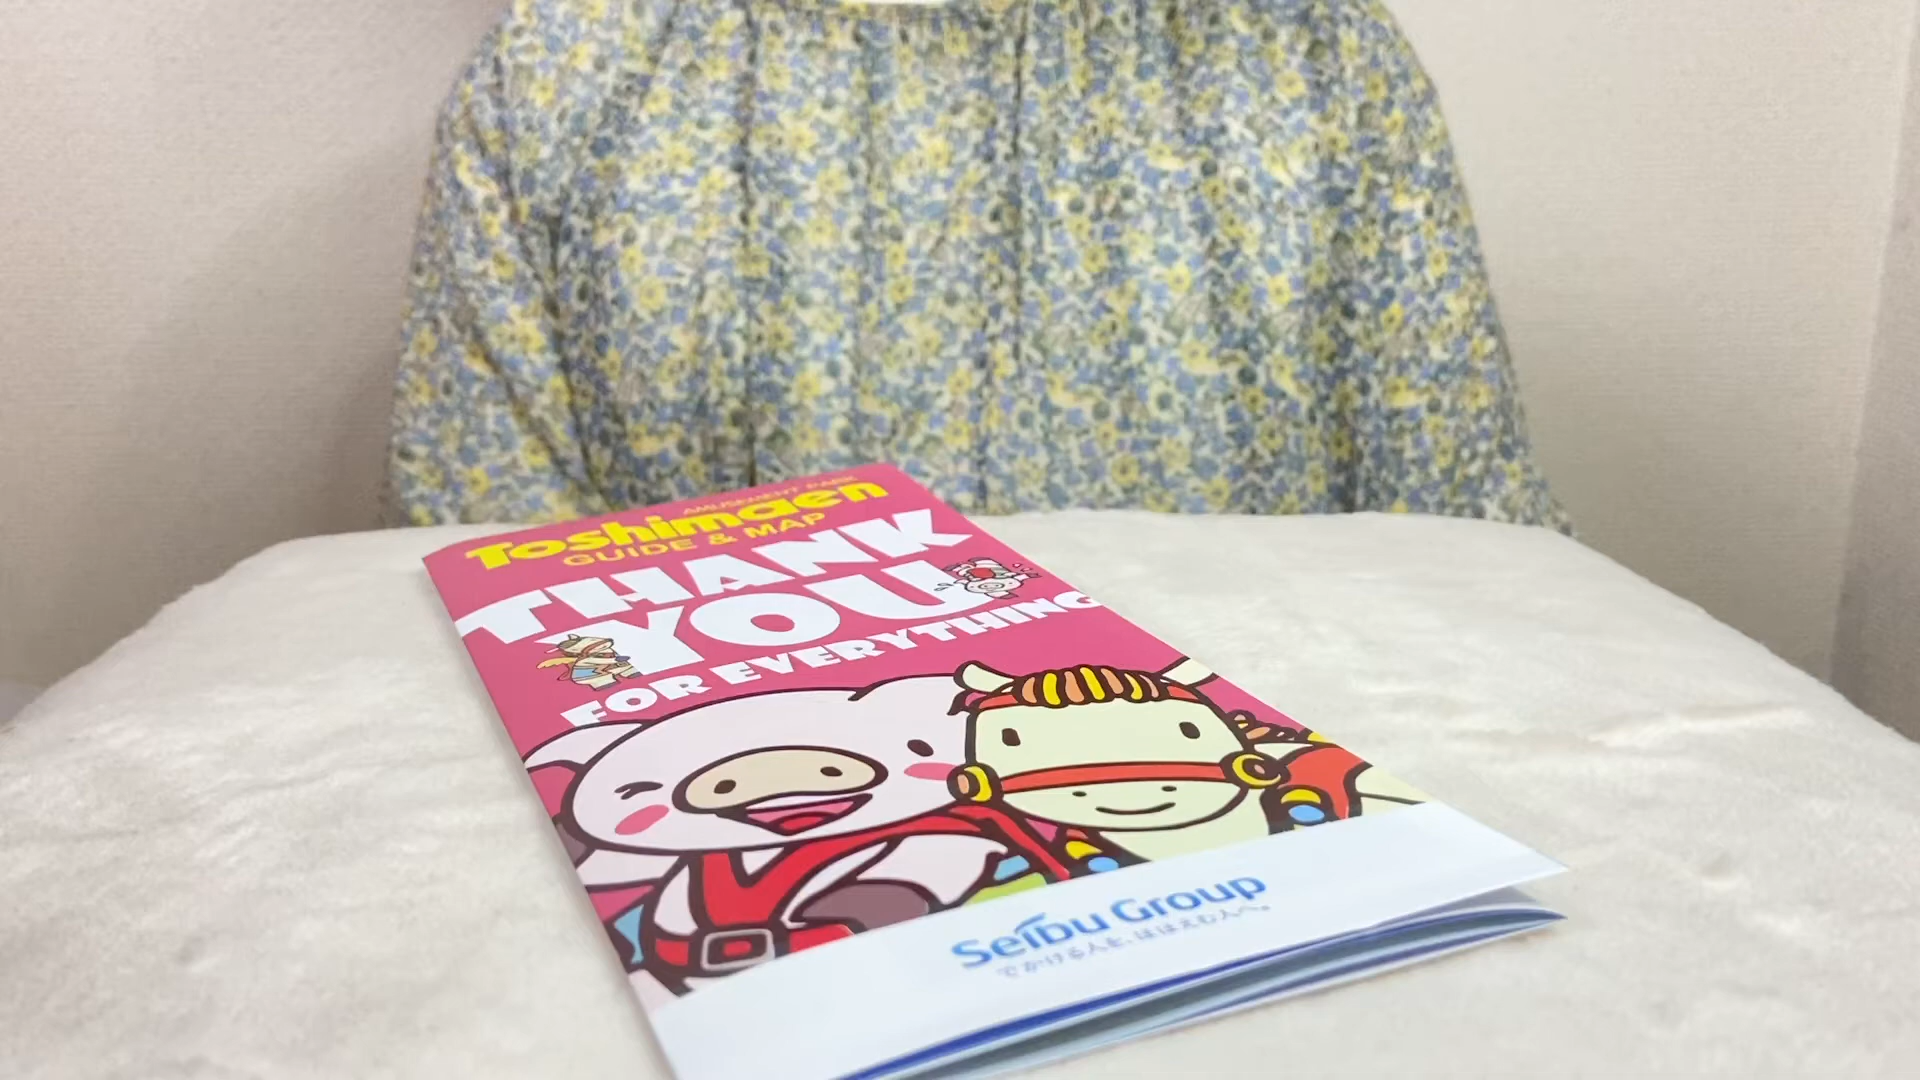 AMUSEMENT PARK
Toshimaen
GUIDE & MAP
THANK
YOU
FOR EVERYTHING
Seibu Group
でかける人を、ほほえむ人へ。